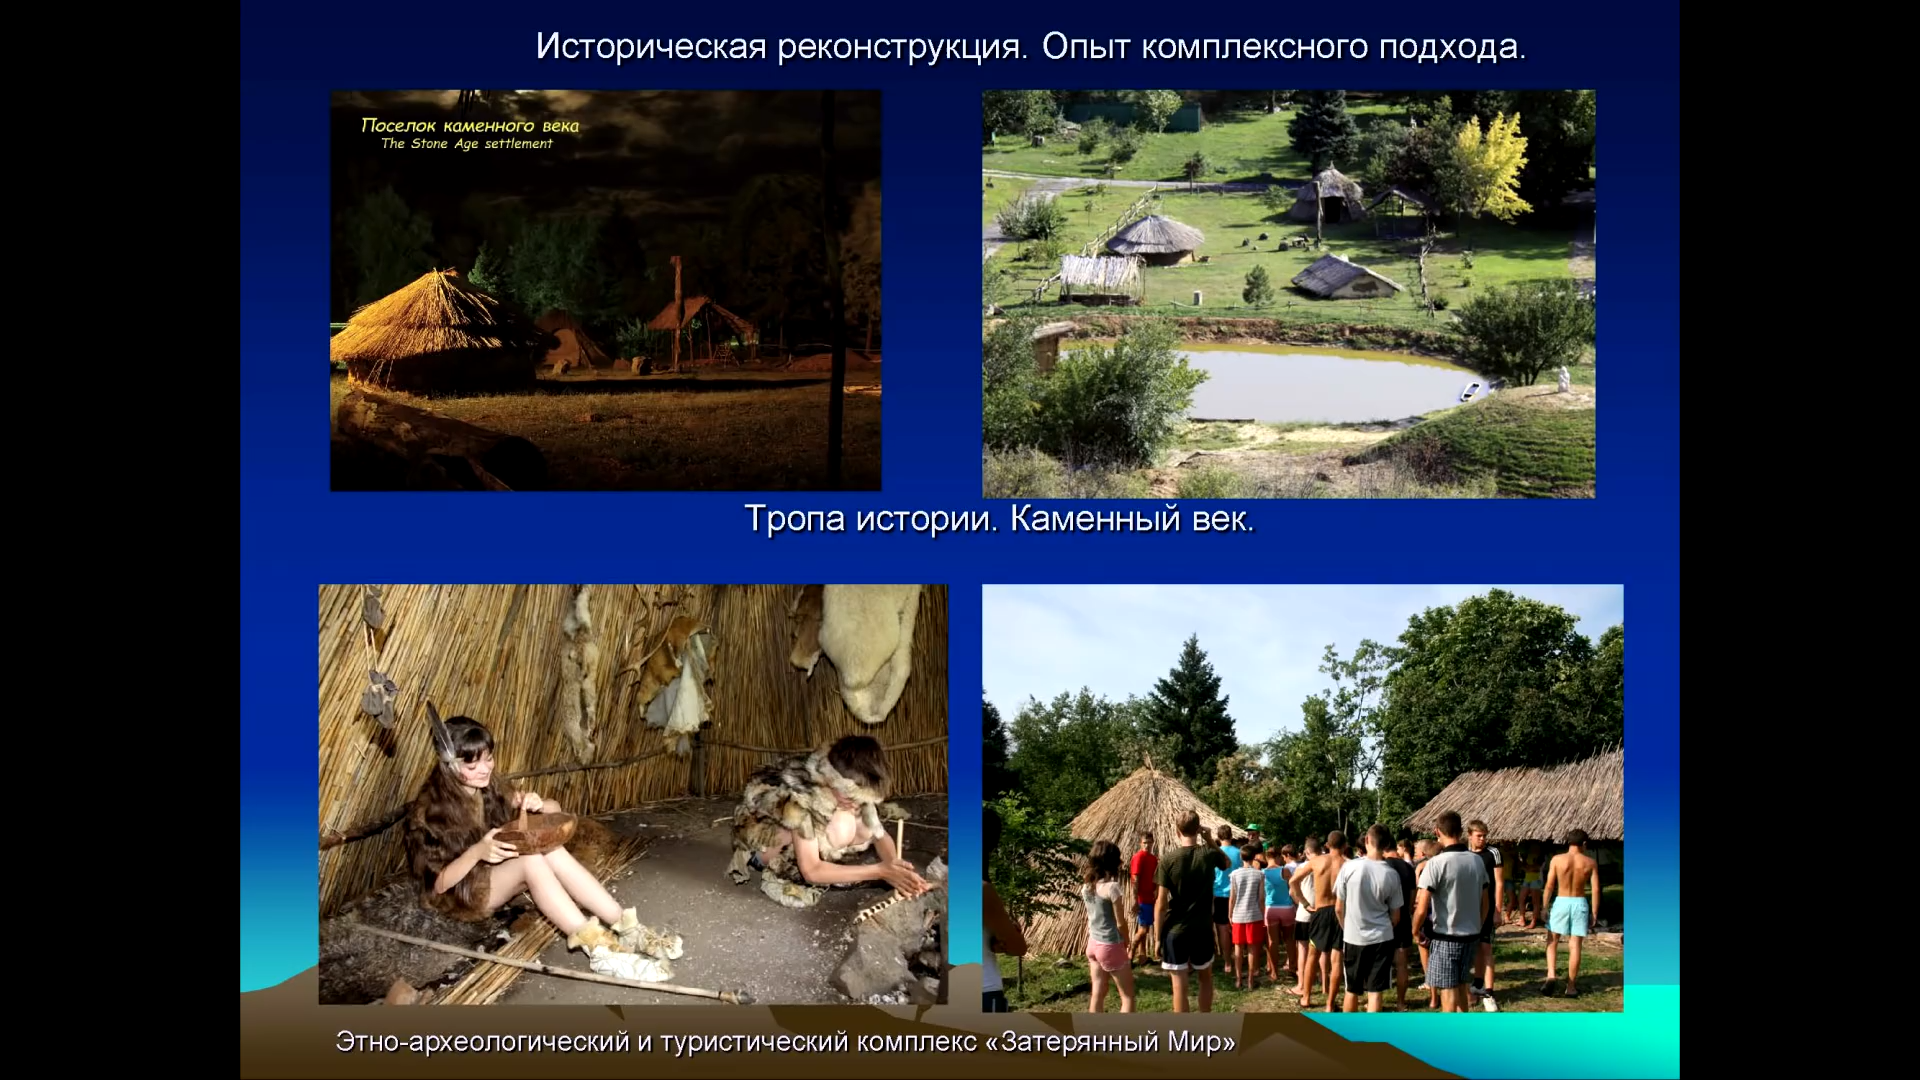 Историческая реконструкция. Опыт комплексного подхода.
Поселок каменного века
The Stone Age settlement
Тропа истории. Каменный век.
Этно-археологический и туристический комплекс «Затерянный Мир»